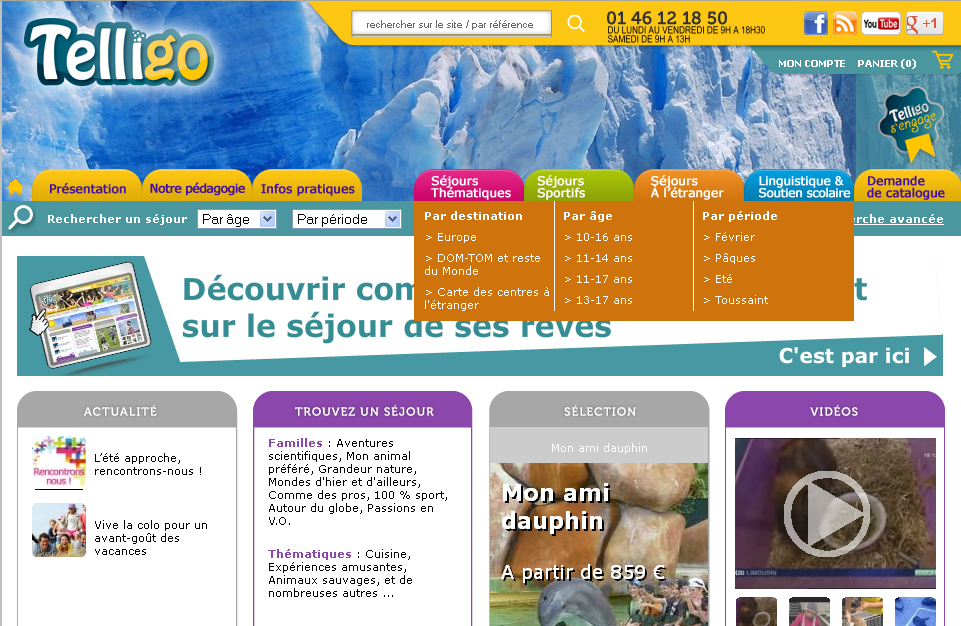 Telligo
rechercher sur le site / par référence
01 46 12 18 50
DU LUNDI AU VENDREDI DE 9H A 18H30
SAMEDI DE 9H A 13H
You Tube
g +1
MON COMPTE PANIER (0)
Telligo
s'engage
Présentation
Notre pédagogie
Infos pratiques
Séjours
Thématiques
Séjours
Sportifs
Séjours
A l'étranger
Linguistique &
Soutien scolaire
Demande
de catalogue
Rechercher un séjour Par âge Par période
erche avancée
Par destination
> Europe
> DOM-TOM et reste
du Monde
> Carte des centres à
l'étranger
Par âge
> 10-16 ans
> 11-14 ans
> 11-17 ans
> 13-17 ans
Par période
> Février
> Pâques
> Eté
> Toussaint
Découvrir com t
sur le séjour de ses rêves
C'est par ici
ACTUALITÉ
Rencontrons
nous !
L'été approche,
rencontrons-nous !
Vive la colo pour un
avant-goût des
vacances
TROUVEZ UN SÉJOUR
Familles : Aventures
scientifiques, Mon animal
préféré, Grandeur nature,
Mondes d'hier et d'ailleurs,
Comme des pros, 100 % sport,
Autour du globe, Passions en
V.O.
Thématiques : Cuisine,
Expériences amusantes,
Animaux sauvages, et de
nombreuses autres ...
SÉLECTION
Mon ami dauphin
Mon ami
dauphin
A partir de 859 €
VIDÉOS
LIMOUSIN